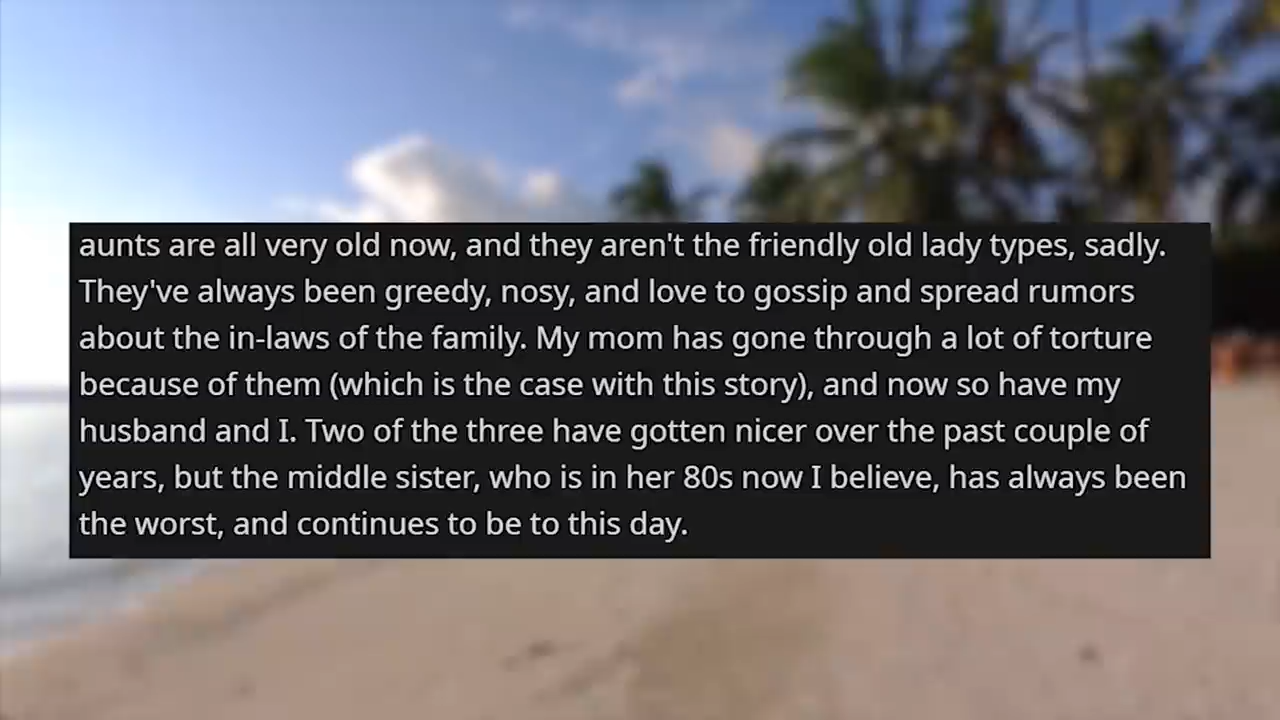 aunts are all very old now, and they aren't the friendly old lady types, sadly.
They've always been greedy, nosy, and love to gossip and spread rumors
about the in-laws of the family. My mom has gone through a lot of torture
because of them (which is the case with this story), and now so have my
husband and I. Two of the three have gotten nicer over the past couple of
years, but the middle sister, who is in her 80s now I believe, has always been
the worst, and continues to be to this day.